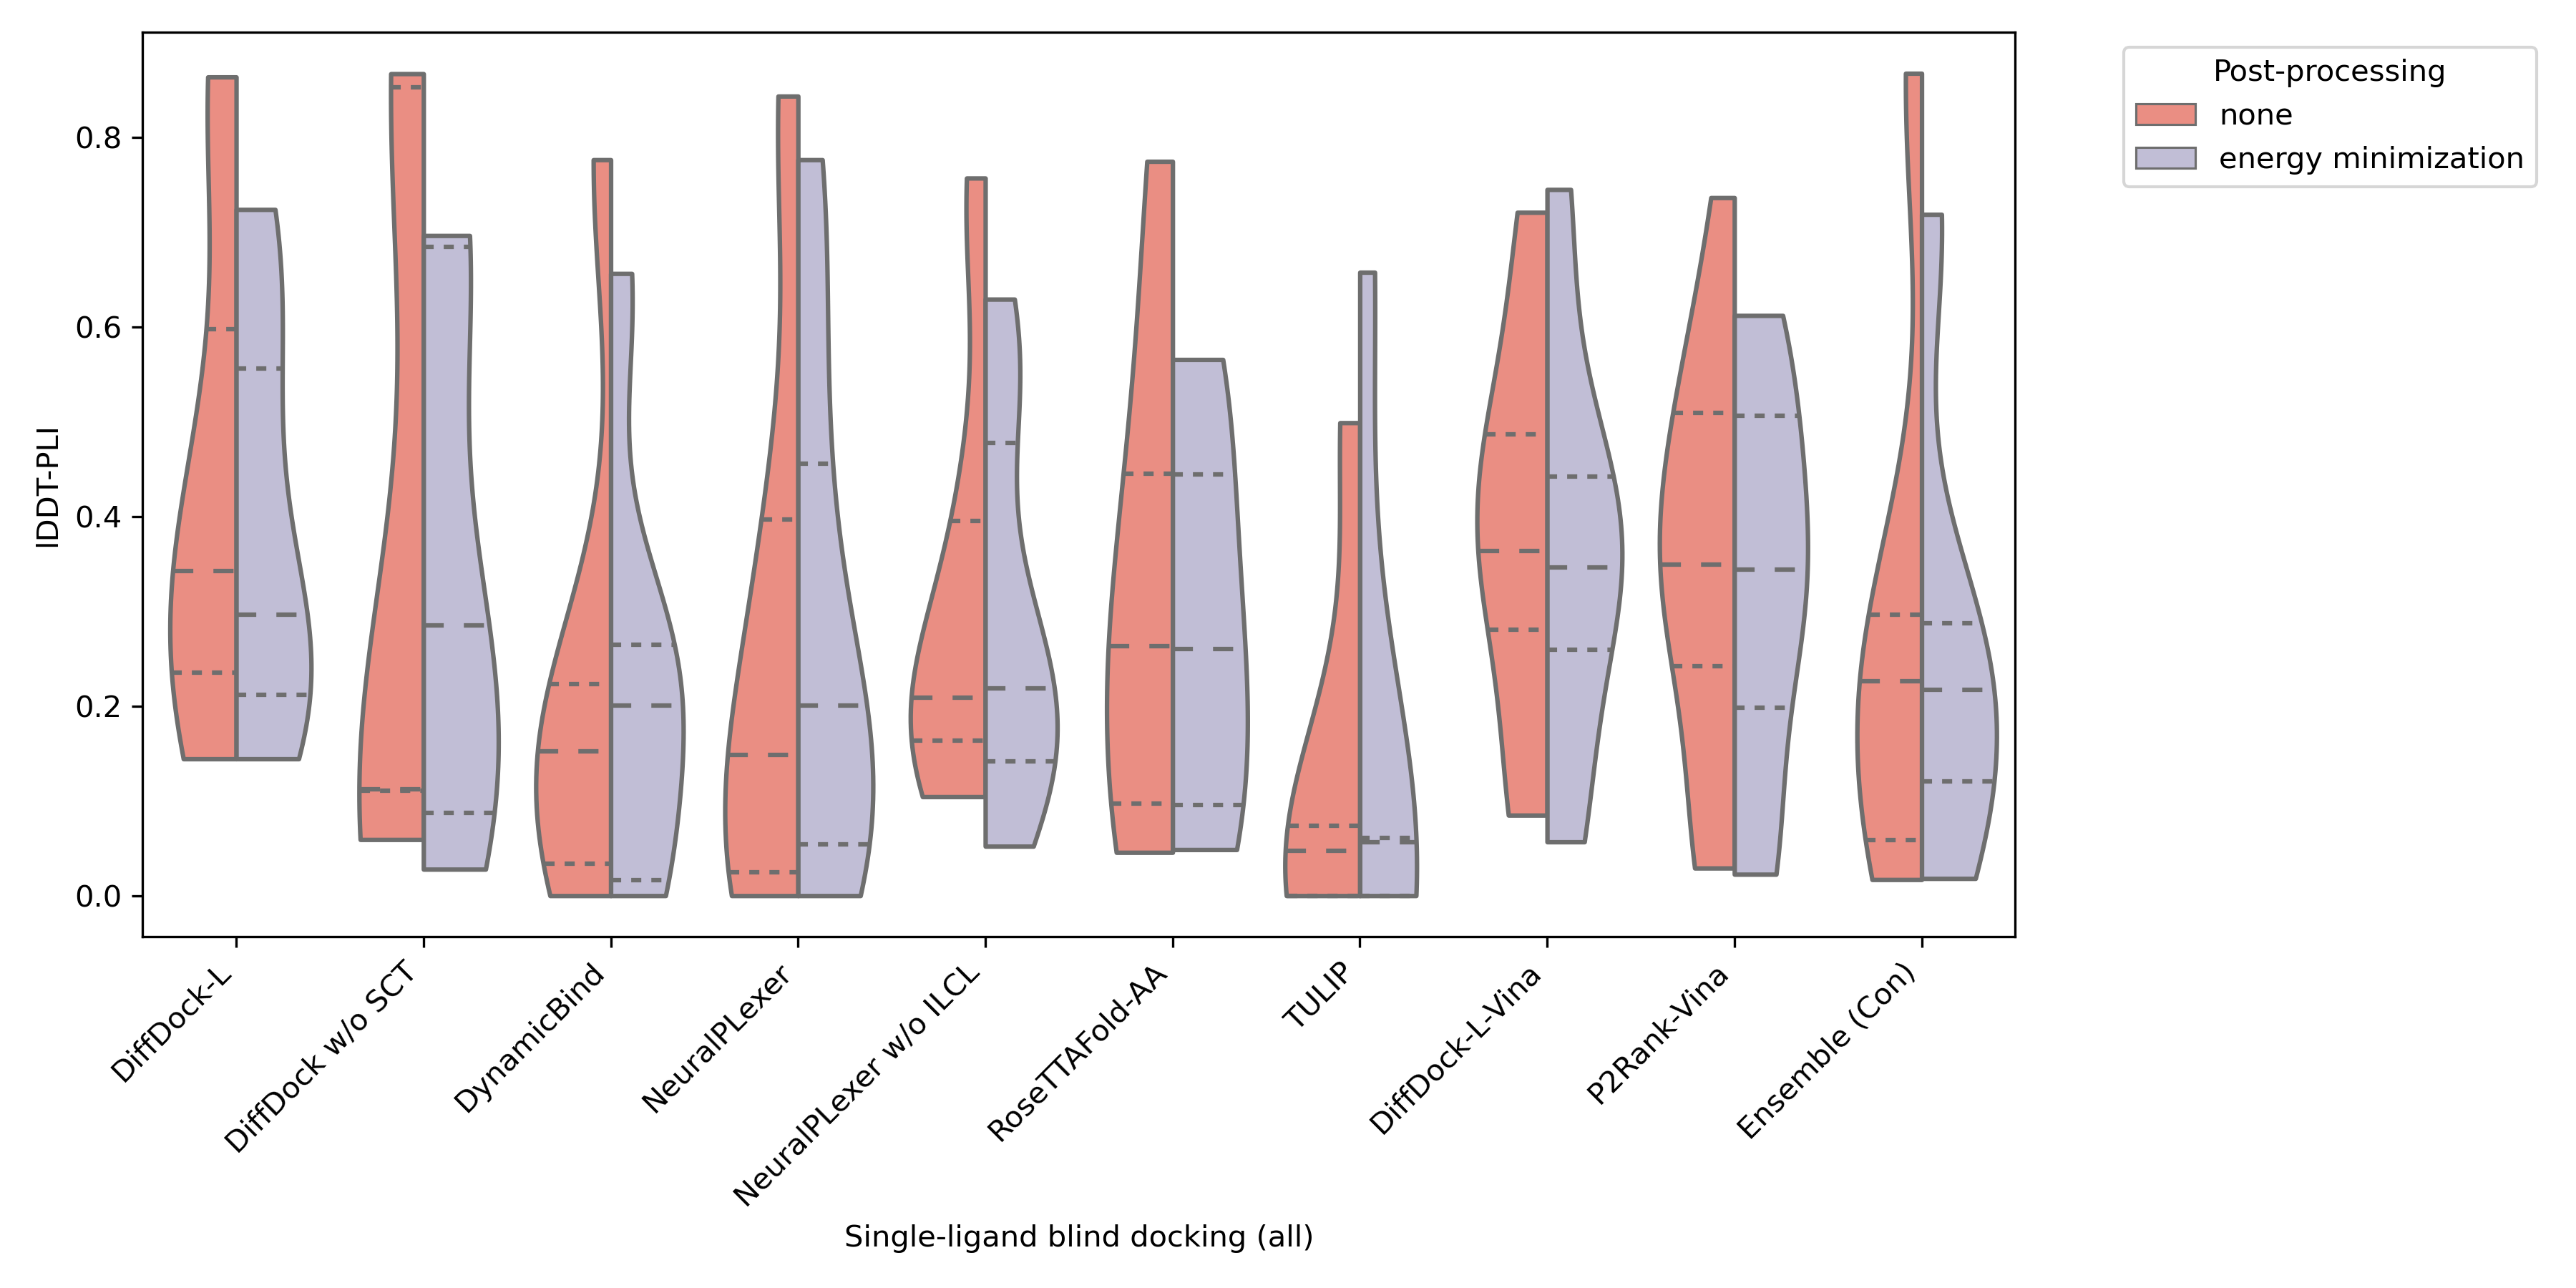 Post-processing
none
energy minimization
lDDT-PLI
0.8
0.6
0.4
0.2
0.0
DiffDock-L
DiffDock w/o SCT
DynamicBind
NeuralPLexer
NeuralPLexer w/o ILCL
RoseTTAFold-AA
TULIP
DiffDock-L-Vina
P2Rank-Vina
Ensemble (Con)
Single-ligand blind docking (all)